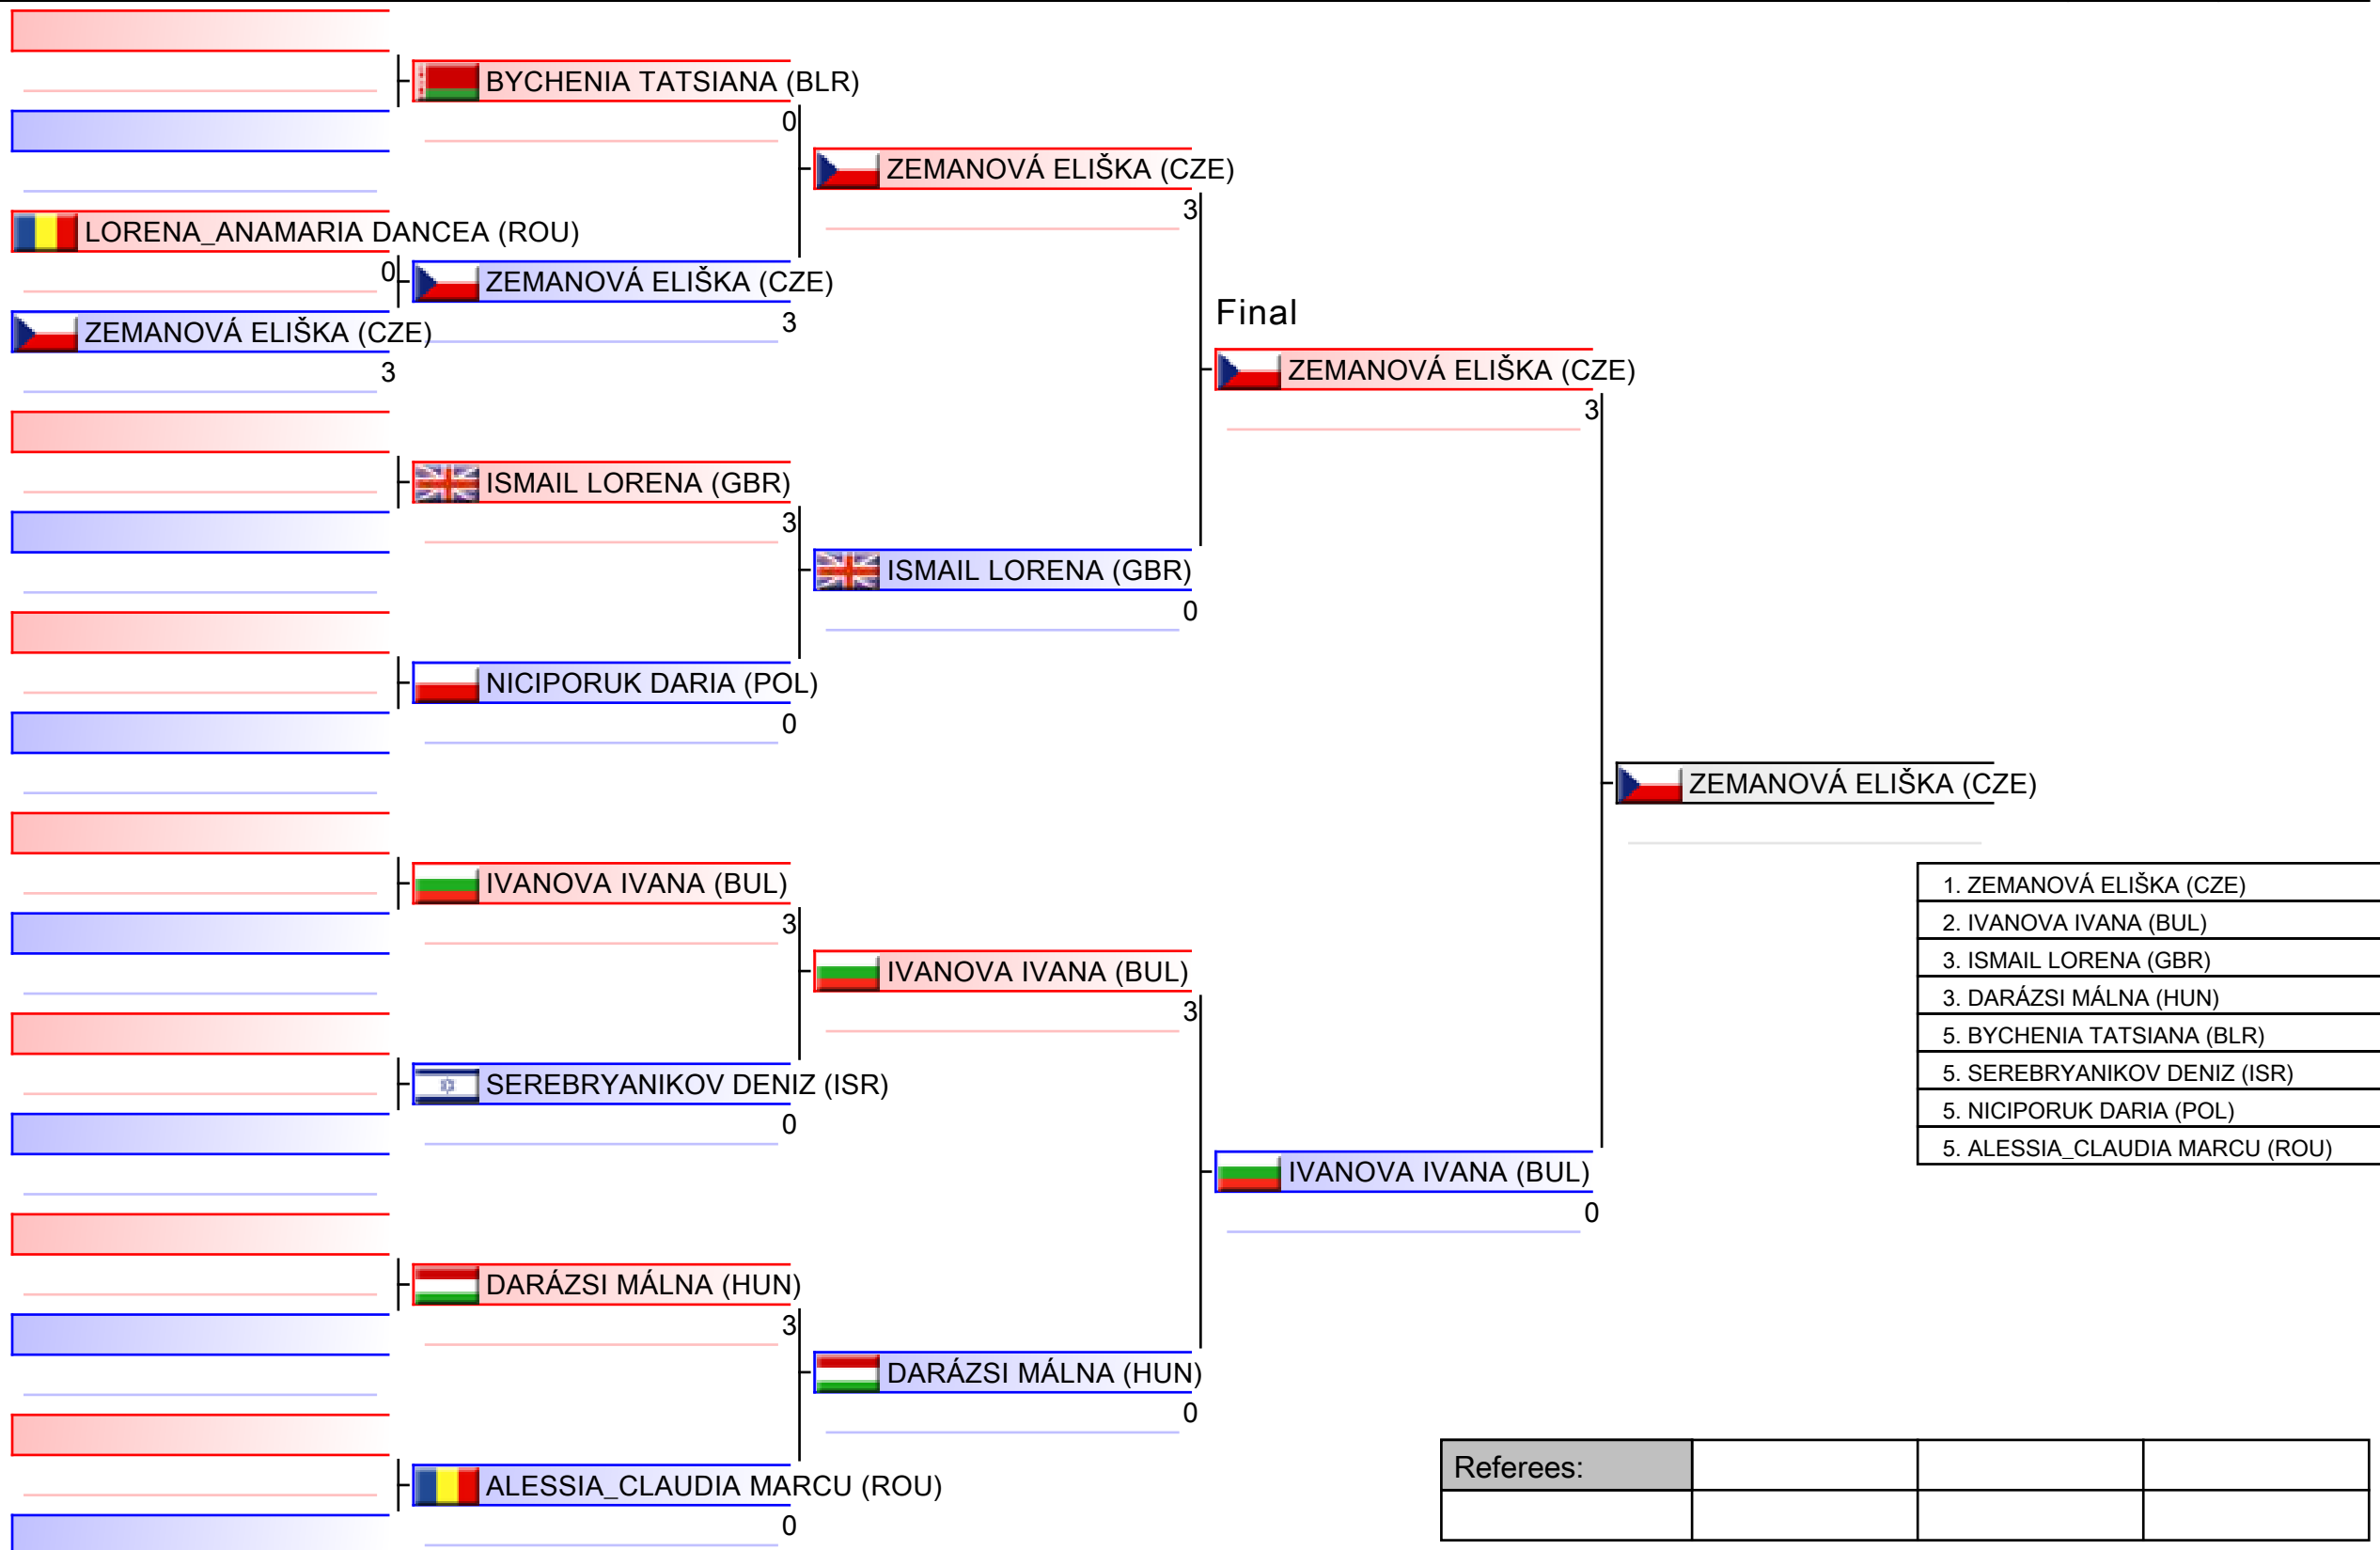 BYCHENIA TATSIANA (BLR)
0
ZEMANOVÁ ELIŠKA (CZE)
3
LORENA_ANAMARIA DANCEA (ROU)
0
ZEMANOVÁ ELIŠKA (CZE)
3
ZEMANOVÁ ELIŠKA (CZE)
3
Final
ZEMANOVÁ ELIŠKA (CZE)
3
ISMAIL LORENA (GBR)
3
ISMAIL LORENA (GBR)
0
NICIPORUK DARIA (POL)
0
ZEMANOVÁ ELIŠKA (CZE)
IVANOVA IVANA (BUL)
3
IVANOVA IVANA (BUL)
3
SEREBRYANIKOV DENIZ (ISR)
0
IVANOVA IVANA (BUL)
0
DARÁZSI MÁLNA (HUN)
3
DARÁZSI MÁLNA (HUN)
0
ALESSIA_CLAUDIA MARCU (ROU)
0
1. ZEMANOVÁ ELIŠKA (CZE)
2. IVANOVA IVANA (BUL)
3. ISMAIL LORENA (GBR)
3. DARÁZSI MÁLNA (HUN)
5. BYCHENIA TATSIANA (BLR)
5. SEREBRYANIKOV DENIZ (ISR)
5. NICIPORUK DARIA (POL)
5. ALESSIA_CLAUDIA MARCU (ROU)
Referees: